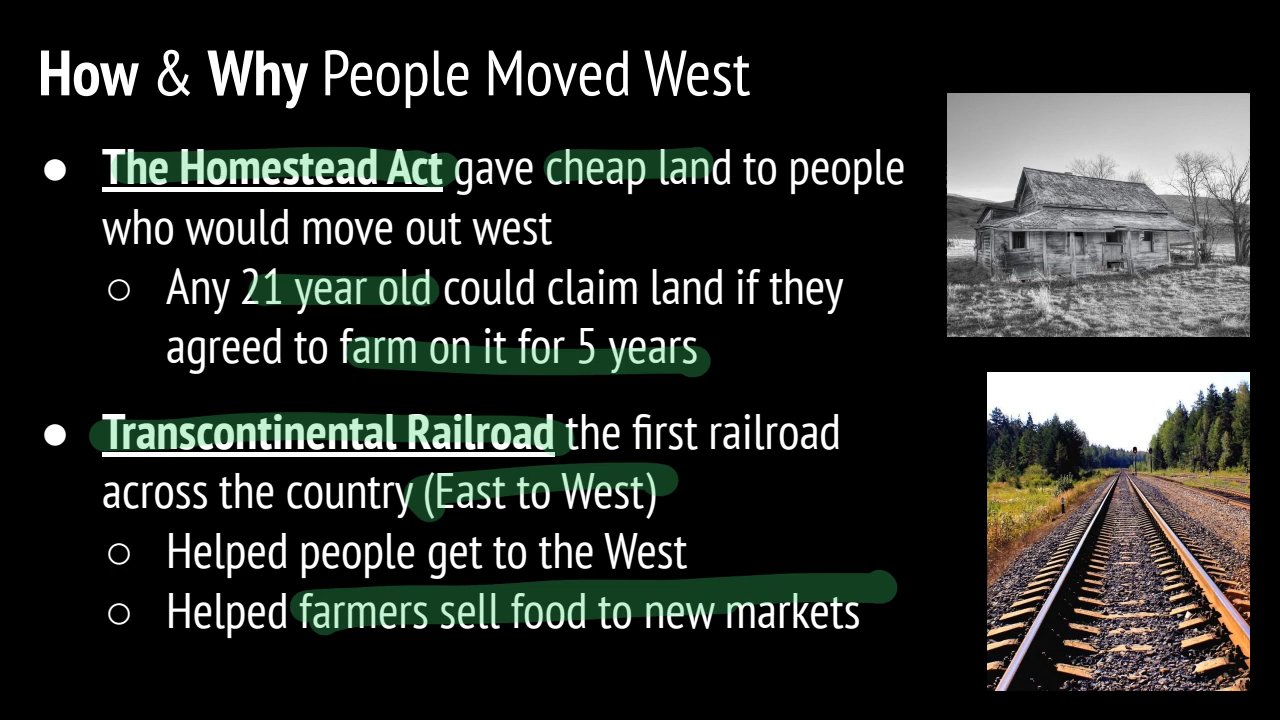 How & Why People Moved West
● The Homestead Act gave cheap land to people
who would move out west
○ Any 21 year old could claim land if they
agreed to farm on it for 5 years
● Transcontinental Railroad the first railroad
across the country (East to West)
○ Helped people get to the West
○ Helped farmers sell food to new markets